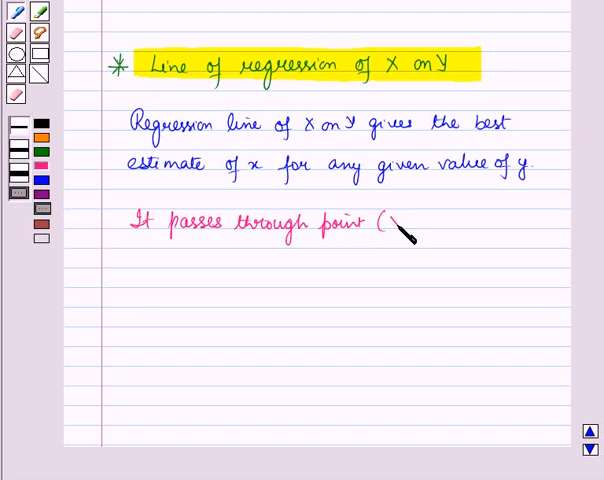 * Line of regression of X on Y
Regression line of X on Y gives the best
estimate of x for any given value of y.
It passes through point (